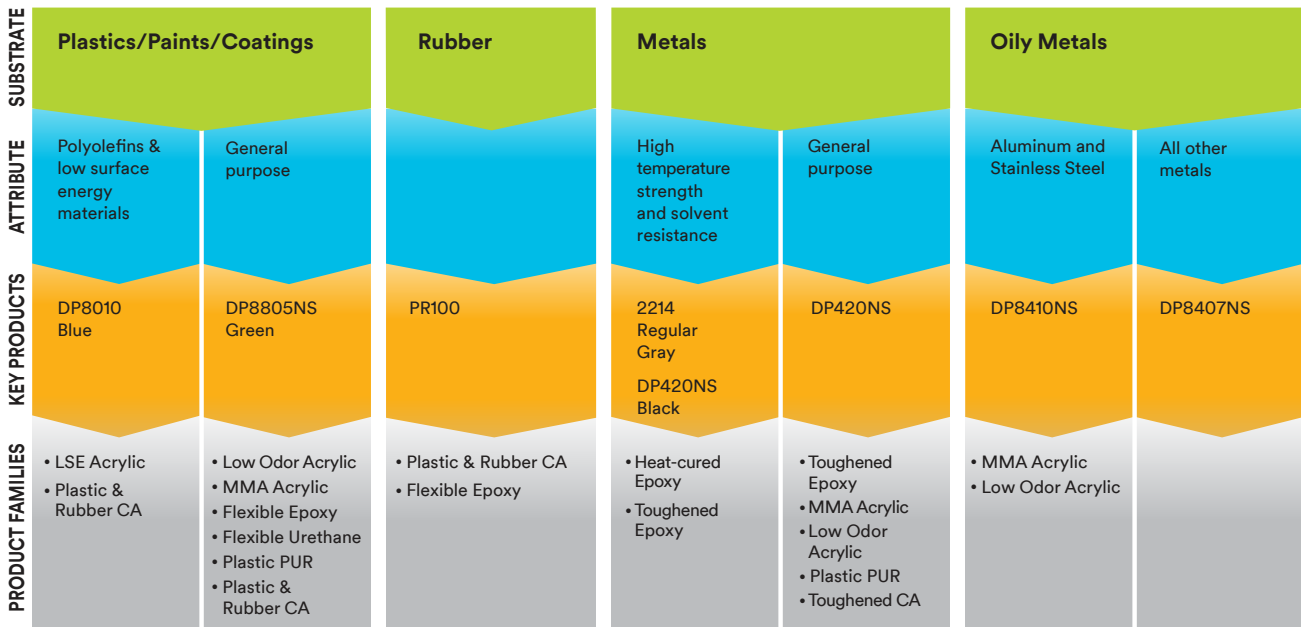 SUBSTRATE
Plastics/Paints/Coatings
Rubber
Metals
Oily Metals
ATTRIBUTE
Polyolefins &
low surface
energy
materials
General
purpose
High
temperature
strength
and solvent
resistance
General
purpose
Aluminum and
Stainless Steel
All other
metals
KEY PRODUCTS
DP8010
Blue
DP8805NS
Green
PR100
2214
Regular
Gray
DP420NS
Black
DP420NS
DP8410NS
DP8407NS
PRODUCT FAMILIES
• LSE Acrylic
• Plastic &
Rubber CA
• Low Odor Acrylic
• MMA Acrylic
• Flexible Epoxy
• Flexible Urethane
• Plastic PUR
• Plastic &
Rubber CA
• Plastic & Rubber CA
• Flexible Epoxy
• Heat-cured
Epoxy
• Toughened
Epoxy
• Toughened
Epoxy
• MMA Acrylic
• Low Odor
Acrylic
• Plastic PUR
• Toughened CA
• MMA Acrylic
• Low Odor Acrylic